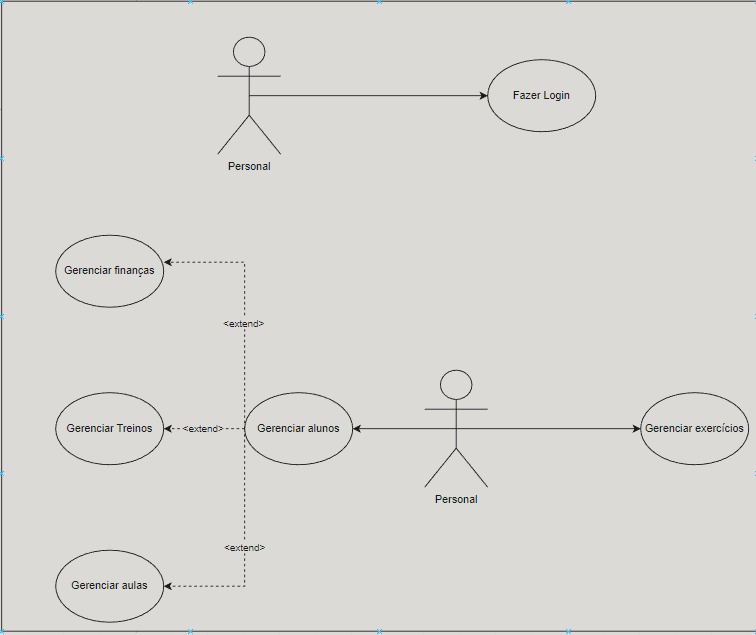 Fazer Login
Personal
Gerenciar finanças
<extend>
Gerenciar Treinos
<extend>
Gerenciar alunos
Gerenciar exercícios
Personal
<extend>
Gerenciar aulas